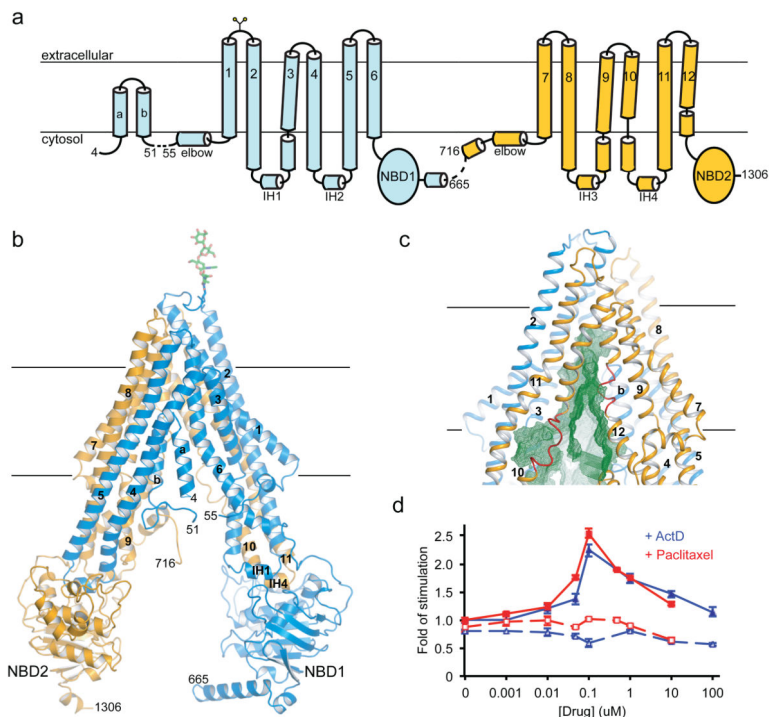 a
extracellular
cytosol
a b
4
51 55
elbow
1 2 3 4 5 6
IH1 IH2
NBD1
665
716
elbow
7 8 9 10 11 12
IH3 IH4
NBD2
1306
b
8 2 3 1
7 a 6
5 4 b 4
51 55
9 716 10 11
IH1 IH4
NBD2 NBD1
665
1306
c
2 8
1 11 3 b 9 7
12
10 4 5
d
+ ActD
+ Paclitaxel
Fold of stimulation
2.5
2.0
1.5
1.0
0.5
0
0 0.001 0.01 0.1 1 10 100
[Drug] (uM)